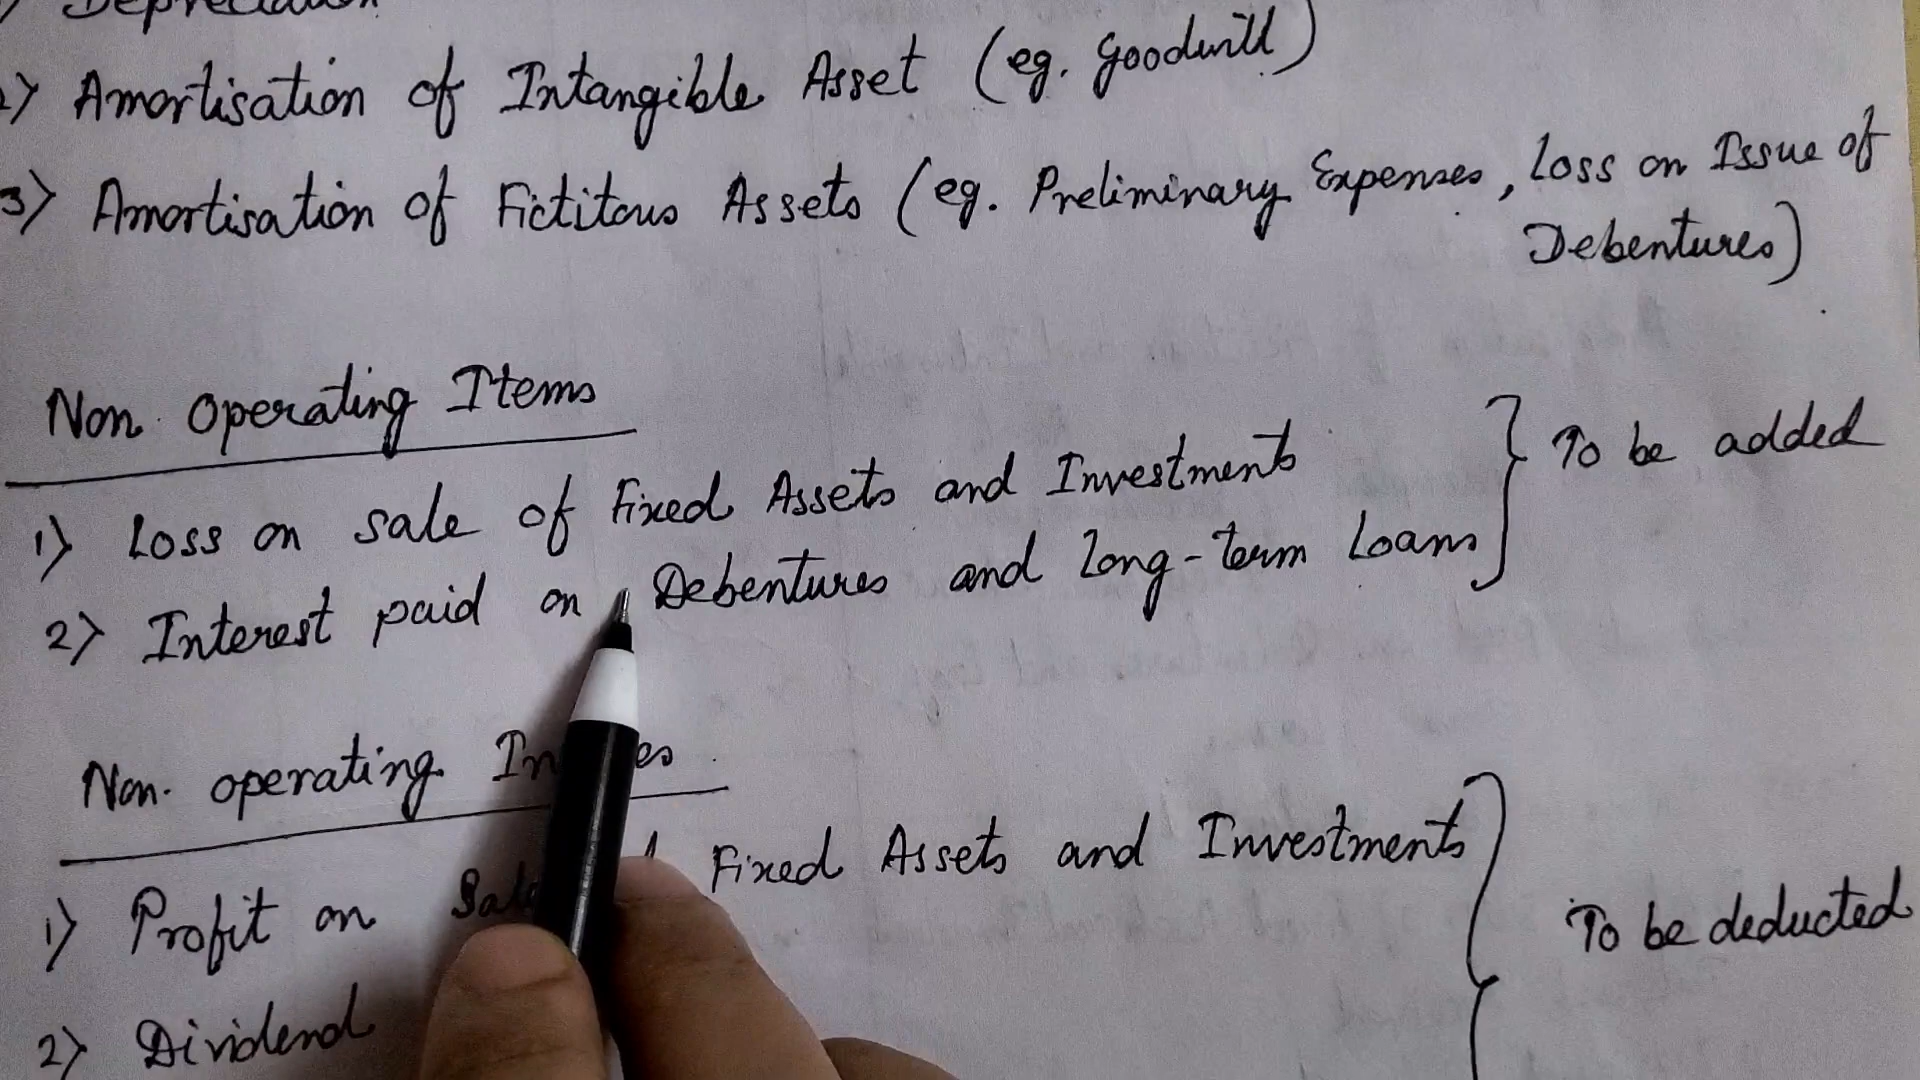 Depreciation
2) Amortisation of Intangible Asset (eg. Goodwill)
3) Amortisation of Fictitous Assets (eg. Preliminary Expenses, Loss on Issue of
Debentures)
Non Operating Items
1) Loss on sale of Fixed Assets and Investments
2) Interest paid on Debentures and Long-term Loans
} To be added
Non operating
1) Profit on Fixed Assets and Investments
2) Dividend
} To be deducted